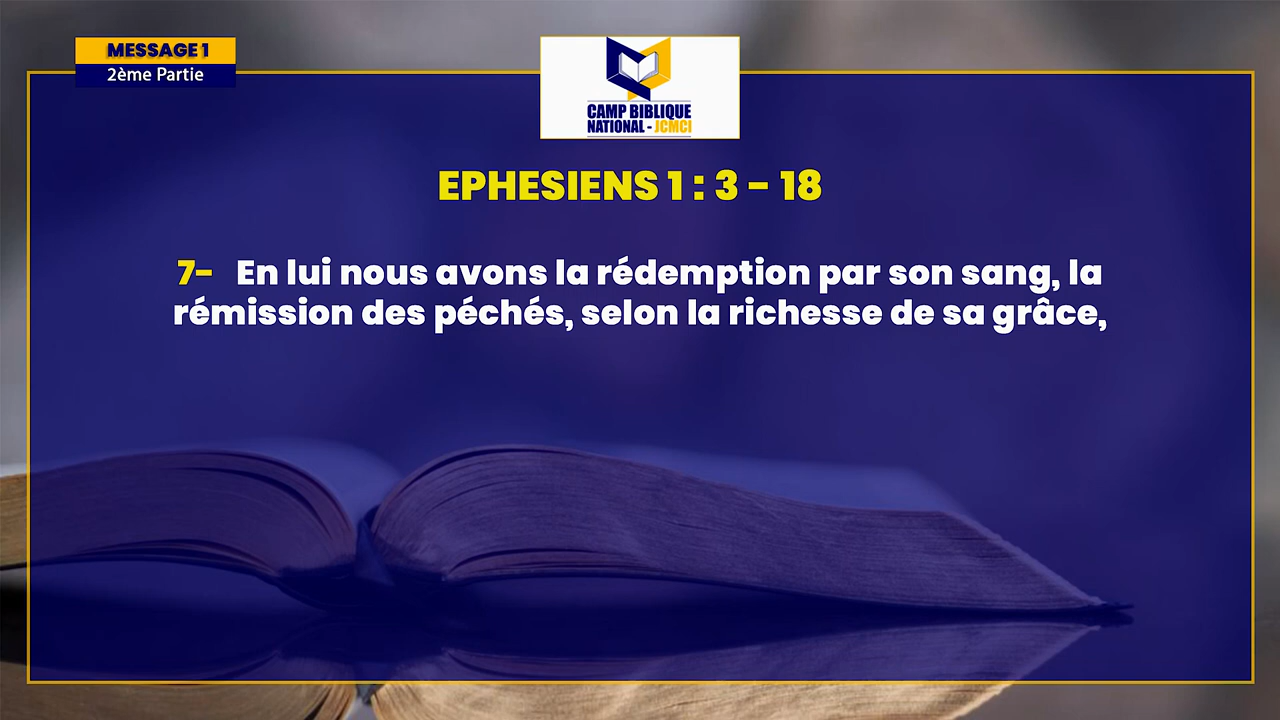 MESSAGE 1
2ème Partie
CAMP BIBLIQUE
NATIONAL - JCMCI
EPHESIENS 1 : 3 - 18
7- En lui nous avons la rédemption par son sang, la
rémission des péchés, selon la richesse de sa grâce,